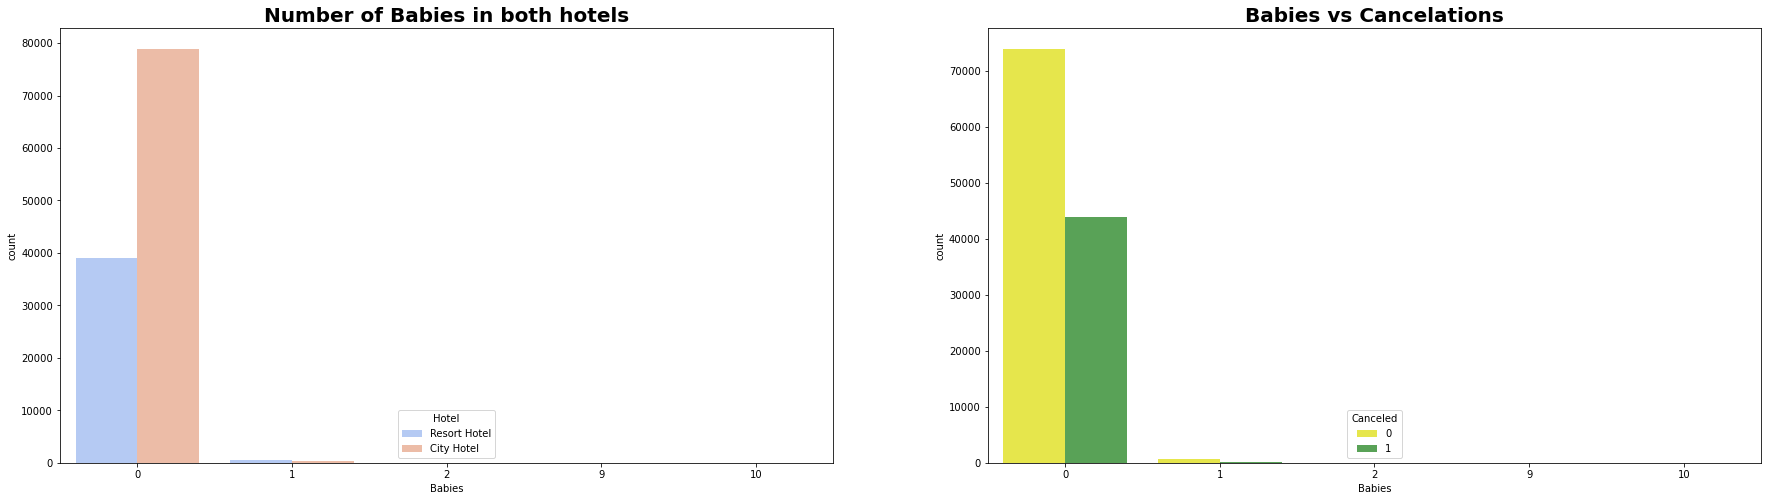 Number of Babies in both hotels
80000
70000
60000
50000
40000
30000
20000
10000
0
count
0 1 2 9 10
Babies
Hotel
Resort Hotel
City Hotel
Babies vs Cancelations
70000
60000
50000
40000
30000
20000
10000
0
count
0 1 2 9 10
Babies
Canceled
0
1